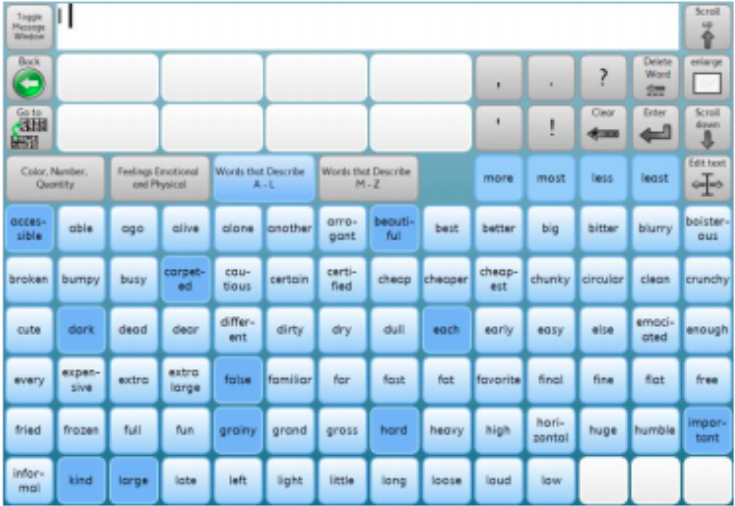 Toggle Message Window
I
Scroll up
Back
,
.
?
Delete Word
enlarge
Go to
'
!
Clear
Enter
Scroll down
Color, Number, Quantity
Feelings Emotional and Physical
Words that Describe A - L
Words that Describe M - Z
more
most
less
least
Edit text
acces-sible able ago alive alone another arro-gant beauti-ful best better big bitter blurry boister-ous
broken bumpy busy carpet-ed cau-tious certain certi-fied cheap cheaper cheap-est chunky circular clean crunchy
cute dark dead dear differ-ent dirty dry dull each early easy else emaci-ated enough
every expen-sive extra extra large false familiar far fast fat favorite final fine flat free
fried frozen full fun grainy grand gross hard heavy high hori-zontal huge humble impor-tant
infor-mal kind large late left light little long loose loud low